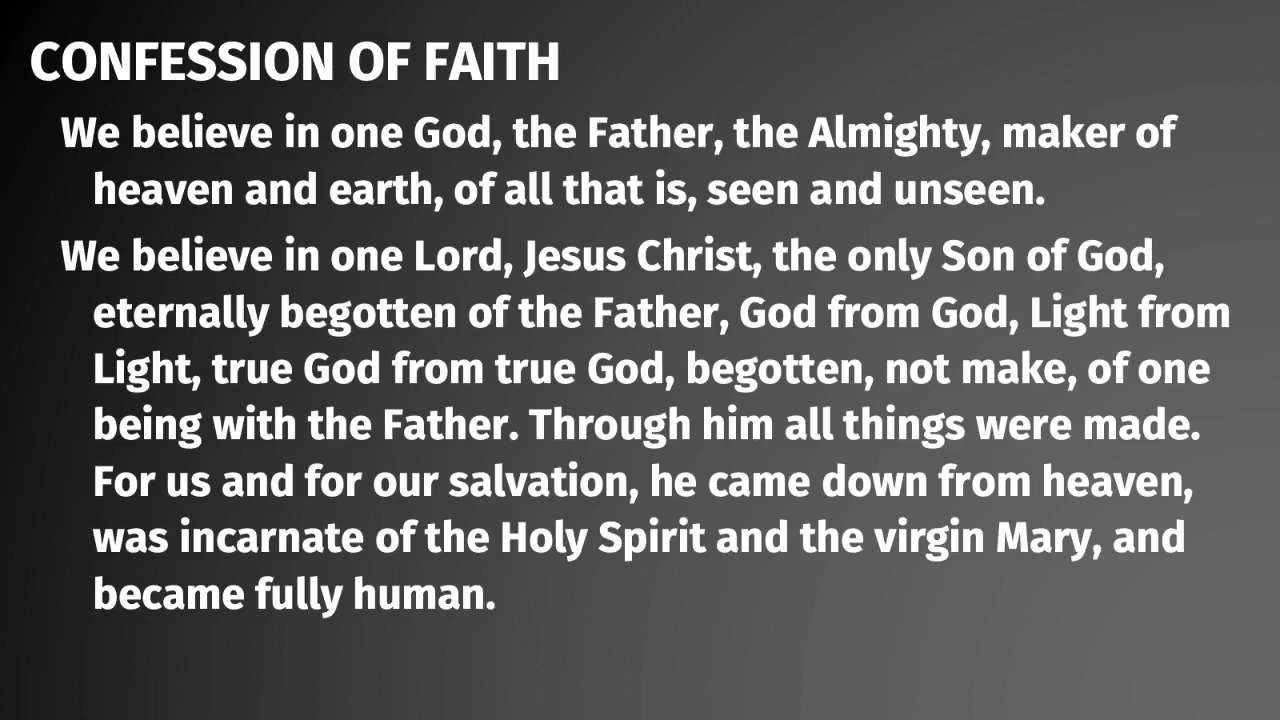 CONFESSION OF FAITH
We believe in one God, the Father, the Almighty, maker of
heaven and earth, of all that is, seen and unseen.
We believe in one Lord, Jesus Christ, the only Son of God,
eternally begotten of the Father, God from God, Light from
Light, true God from true God, begotten, not make, of one
being with the Father. Through him all things were made.
For us and for our salvation, he came down from heaven,
was incarnate of the Holy Spirit and the virgin Mary, and
became fully human.